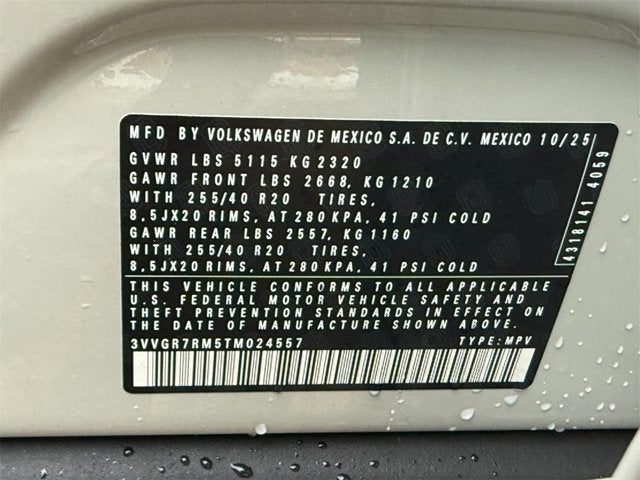 MFD BY VOLKSWAGEN DE MEXICO S.A. DE C.V. MEXICO 10/25
GVWR LBS 5115 KG 2320
GAWR FRONT LBS 2668, KG 1210
WITH 255/40 R20 TIRES,
8,5JX20 RIMS, AT 280 KPA, 41 PSI COLD
GAWR REAR LBS 2557, KG 1160
WITH 255/40 R20 TIRES,
8,5JX20 RIMS, AT 280 KPA, 41 PSI COLD
THIS VEHICLE CONFORMS TO ALL APPLICABLE
U.S. FEDERAL MOTOR VEHICLE SAFETY AND
THEFT PREVENTION STANDARDS IN EFFECT ON
THE DATE OF MANUFACTURE SHOWN ABOVE.
3VVGR7RM5TM024557 TYPE: MPV
4318141 4059